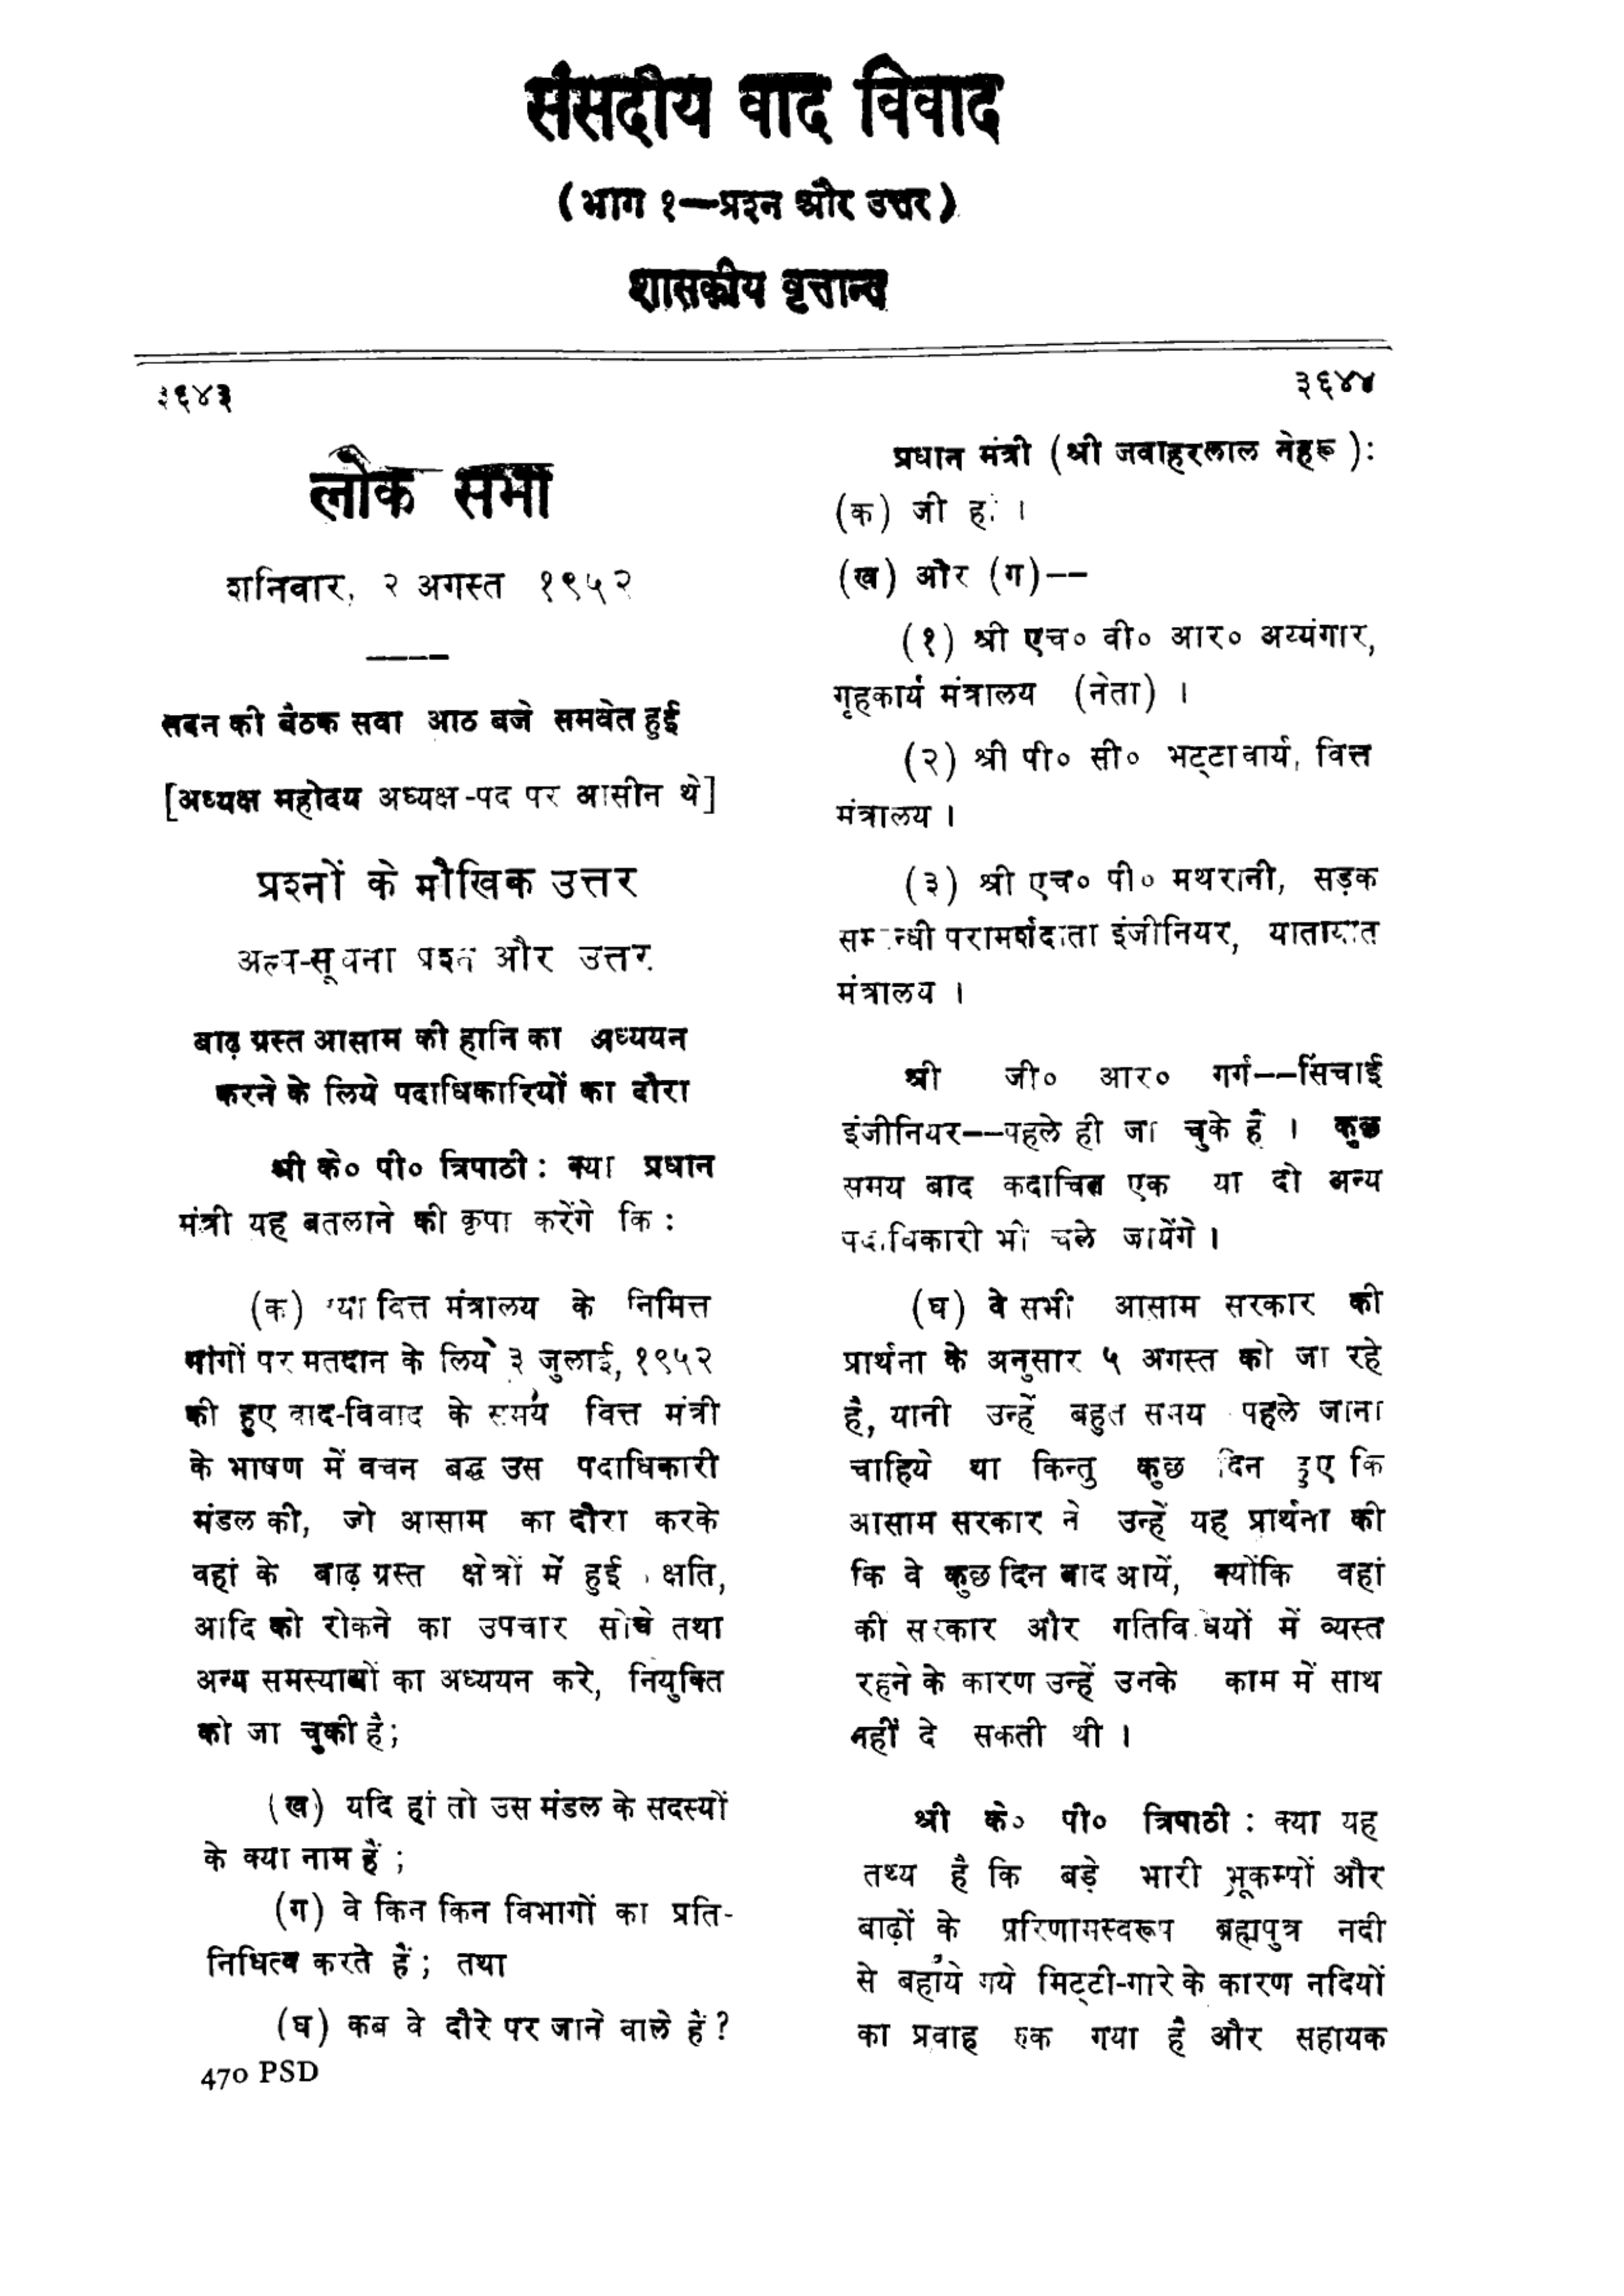 संसदीय वाद विवाद
(भाग १—प्रश्न और उत्तर)
शासकीय वृत्तान्त
३६४३
३६४४
लोक सभा
शनिवार, २ अगस्त १९५२
सदन की बैठक सवा आठ बजे समवेत हुई
[अध्यक्ष महोदय अध्यक्ष-पद पर आसीन थे]
प्रश्नों के मौखिक उत्तर
अल्प-सूचना प्रश्न और उत्तर
बाढ़ ग्रस्त आसाम की हानि का अध्ययन
करने के लिये पदाधिकारियों का दौरा
श्री के० पी० त्रिपाठी : क्या प्रधान
मंत्री यह बतलाने की कृपा करेंगे कि :
(क) क्या वित्त मंत्रालय के निमित्त
मांगों पर मतदान के लिये ३ जुलाई, १९५२
की हुए वाद-विवाद के समय वित्त मंत्री
के भाषण में वचन बद्ध उस पदाधिकारी
मंडल की, जो आसाम का दौरा करके
वहां के बाढ़ ग्रस्त क्षेत्रों में हुई क्षति,
आदि को रोकने का उपचार सोचे तथा
अन्य समस्याओं का अध्ययन करे, नियुक्ति
को जा चुकी है;
(ख) यदि हां तो उस मंडल के सदस्यों
के क्या नाम हैं ;
(ग) वे किन किन विभागों का प्रति-
निधित्व करते हैं ; तथा
(घ) कब वे दौरे पर जाने वाले हैं ?
470 PSD
प्रधान मंत्री (श्री जवाहरलाल नेहरू ):
(क) जी हां ।
(ख) और (ग)--
(१) श्री एच० वी० आर० अय्यंगार,
गृहकार्य मंत्रालय (नेता) ।
(२) श्री पी० सी० भट्टाचार्य, वित्त
मंत्रालय ।
(३) श्री एच० पी० मथरानी, सड़क
सम्बन्धी परामर्शदाता इंजीनियर, यातायात
मंत्रालय ।
श्री जी० आर० गर्ग--सिंचाई
इंजीनियर--पहले ही जा चुके हैं । कुछ
समय बाद कदाचित एक या दो अन्य
पदाधिकारी भी चले जायेंगे ।
(घ) वे सभी आसाम सरकार की
प्रार्थना के अनुसार ५ अगस्त को जा रहे
हैं, यानी उन्हें बहुत समय पहले जाना
चाहिये था किन्तु कुछ दिन हुए कि
आसाम सरकार ने उन्हें यह प्रार्थना की
कि वे कुछ दिन बाद आयें, क्योंकि वहां
की सरकार और गतिविधियों में व्यस्त
रहने के कारण उन्हें उनके काम में साथ
नहीं दे सकती थी ।
श्री के० पी० त्रिपाठी : क्या यह
तथ्य है कि बड़े भारी भूकम्पों और
बाढ़ों के परिणामस्वरूप ब्रह्मपुत्र नदी
से बहाये गये मिट्टी-गारे के कारण नदियों
का प्रवाह रुक गया है और सहायक